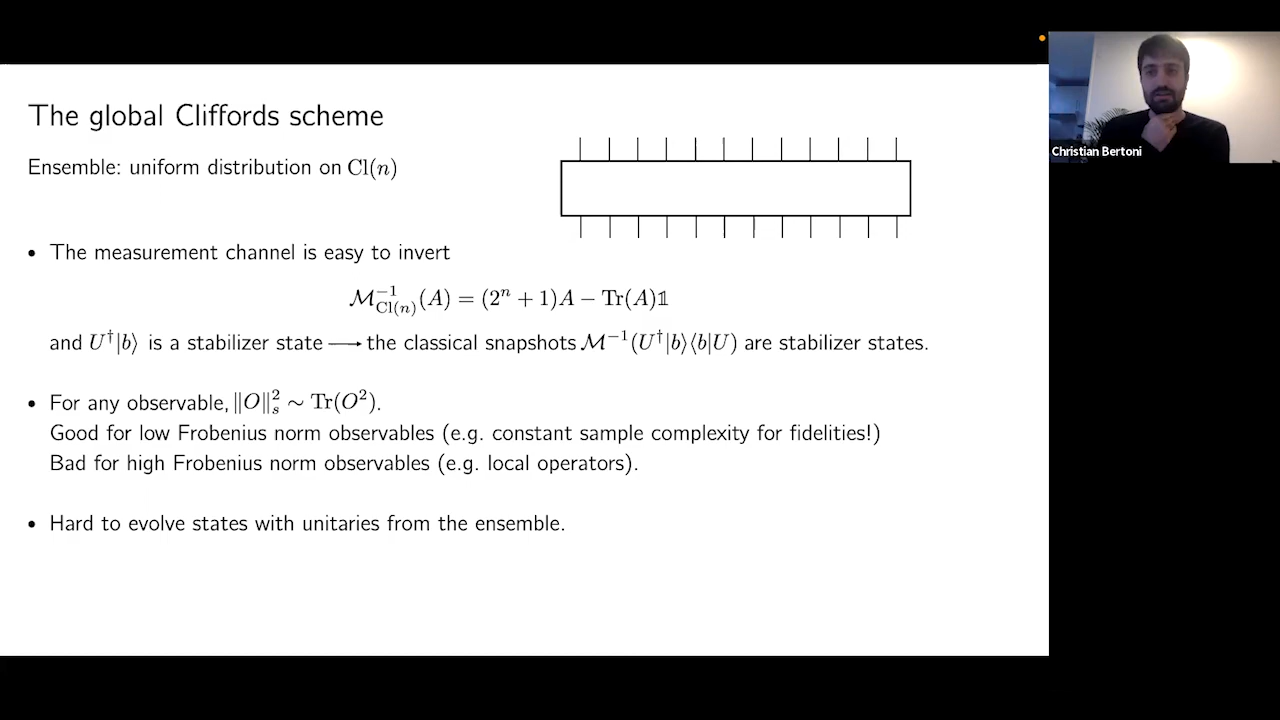 The global Cliffords scheme
Ensemble: uniform distribution on Cl(n)
• The measurement channel is easy to invert
ℳ⁻¹_Cl(n)(A) = (2ⁿ + 1)A − Tr(A)𝟙
and U†|b⟩ is a stabilizer state ⟶ the classical snapshots ℳ⁻¹(U†|b⟩⟨b|U) are stabilizer states.
• For any observable, ‖O‖²ₛ ∼ Tr(O²).
Good for low Frobenius norm observables (e.g. constant sample complexity for fidelities!)
Bad for high Frobenius norm observables (e.g. local operators).
• Hard to evolve states with unitaries from the ensemble.
Christian Bertoni